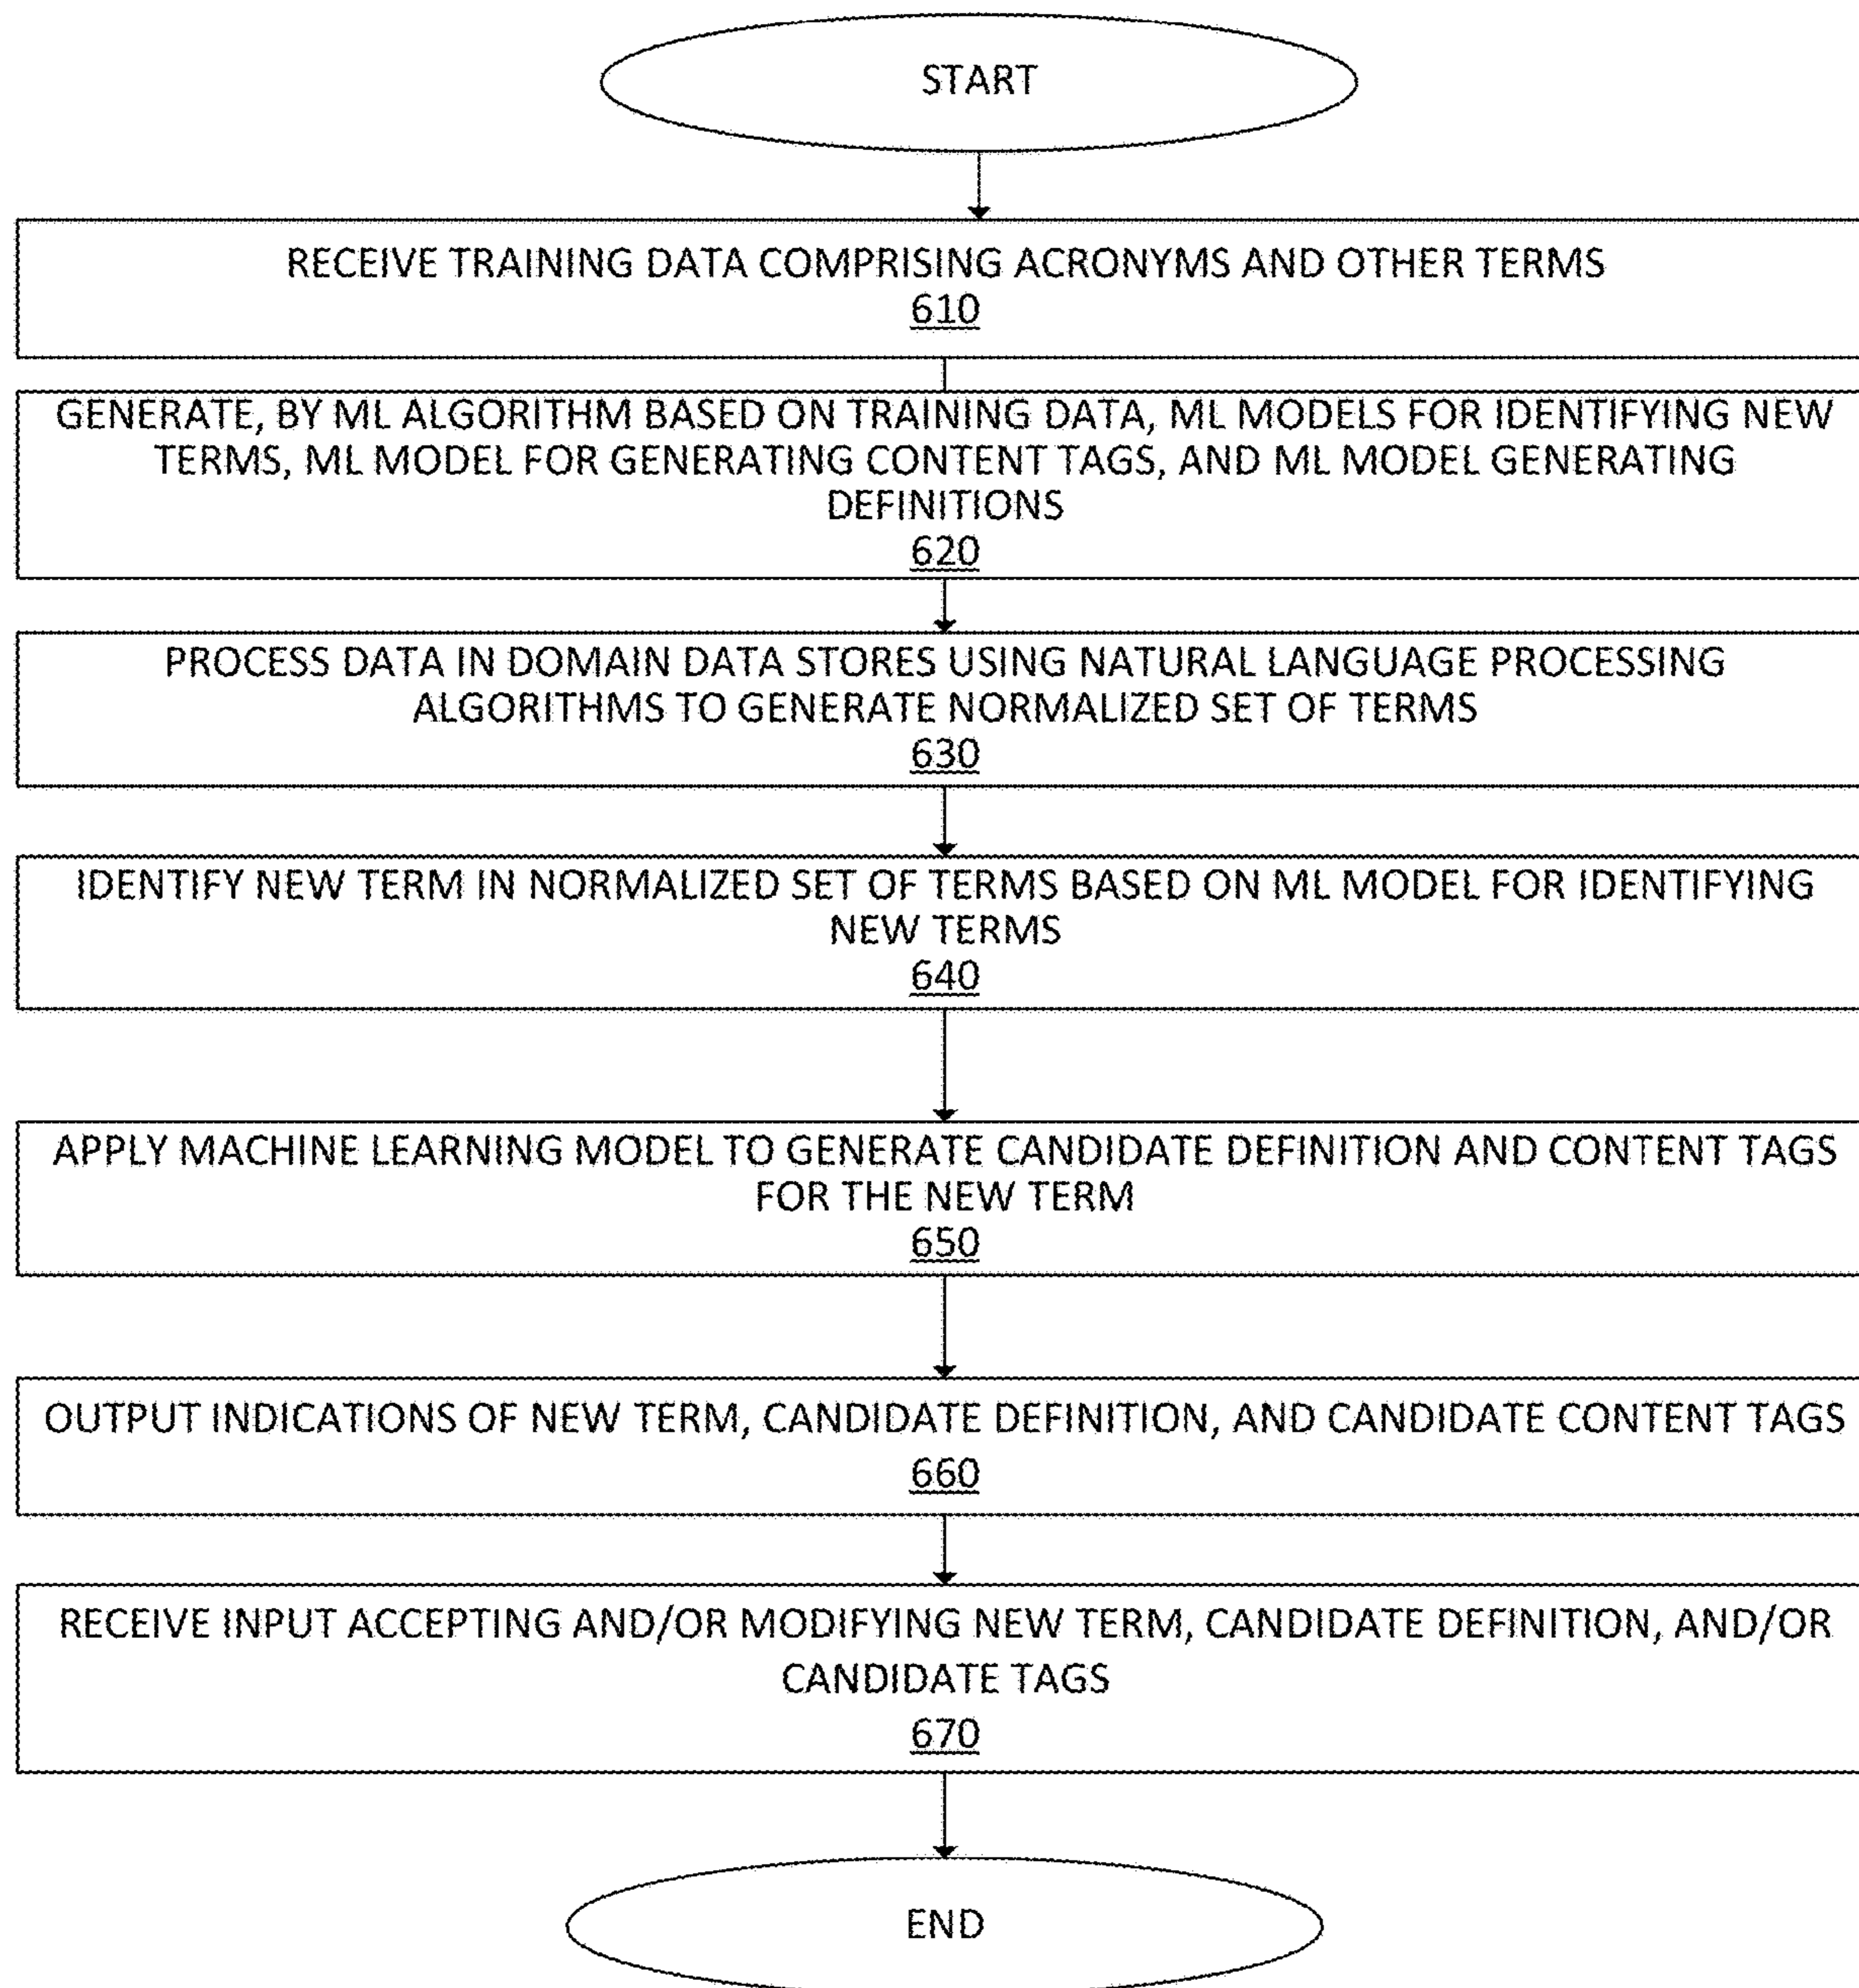 START
RECEIVE TRAINING DATA COMPRISING ACRONYMS AND OTHER TERMS
610
GENERATE, BY ML ALGORITHM BASED ON TRAINING DATA, ML MODELS FOR IDENTIFYING NEW
TERMS, ML MODEL FOR GENERATING CONTENT TAGS, AND ML MODEL GENERATING
DEFINITIONS
620
PROCESS DATA IN DOMAIN DATA STORES USING NATURAL LANGUAGE PROCESSING
ALGORITHMS TO GENERATE NORMALIZED SET OF TERMS
630
IDENTIFY NEW TERM IN NORMALIZED SET OF TERMS BASED ON ML MODEL FOR IDENTIFYING
NEW TERMS
640
APPLY MACHINE LEARNING MODEL TO GENERATE CANDIDATE DEFINITION AND CONTENT TAGS
FOR THE NEW TERM
650
OUTPUT INDICATIONS OF NEW TERM, CANDIDATE DEFINITION, AND CANDIDATE CONTENT TAGS
660
RECEIVE INPUT ACCEPTING AND/OR MODIFYING NEW TERM, CANDIDATE DEFINITION, AND/OR
CANDIDATE TAGS
670
END